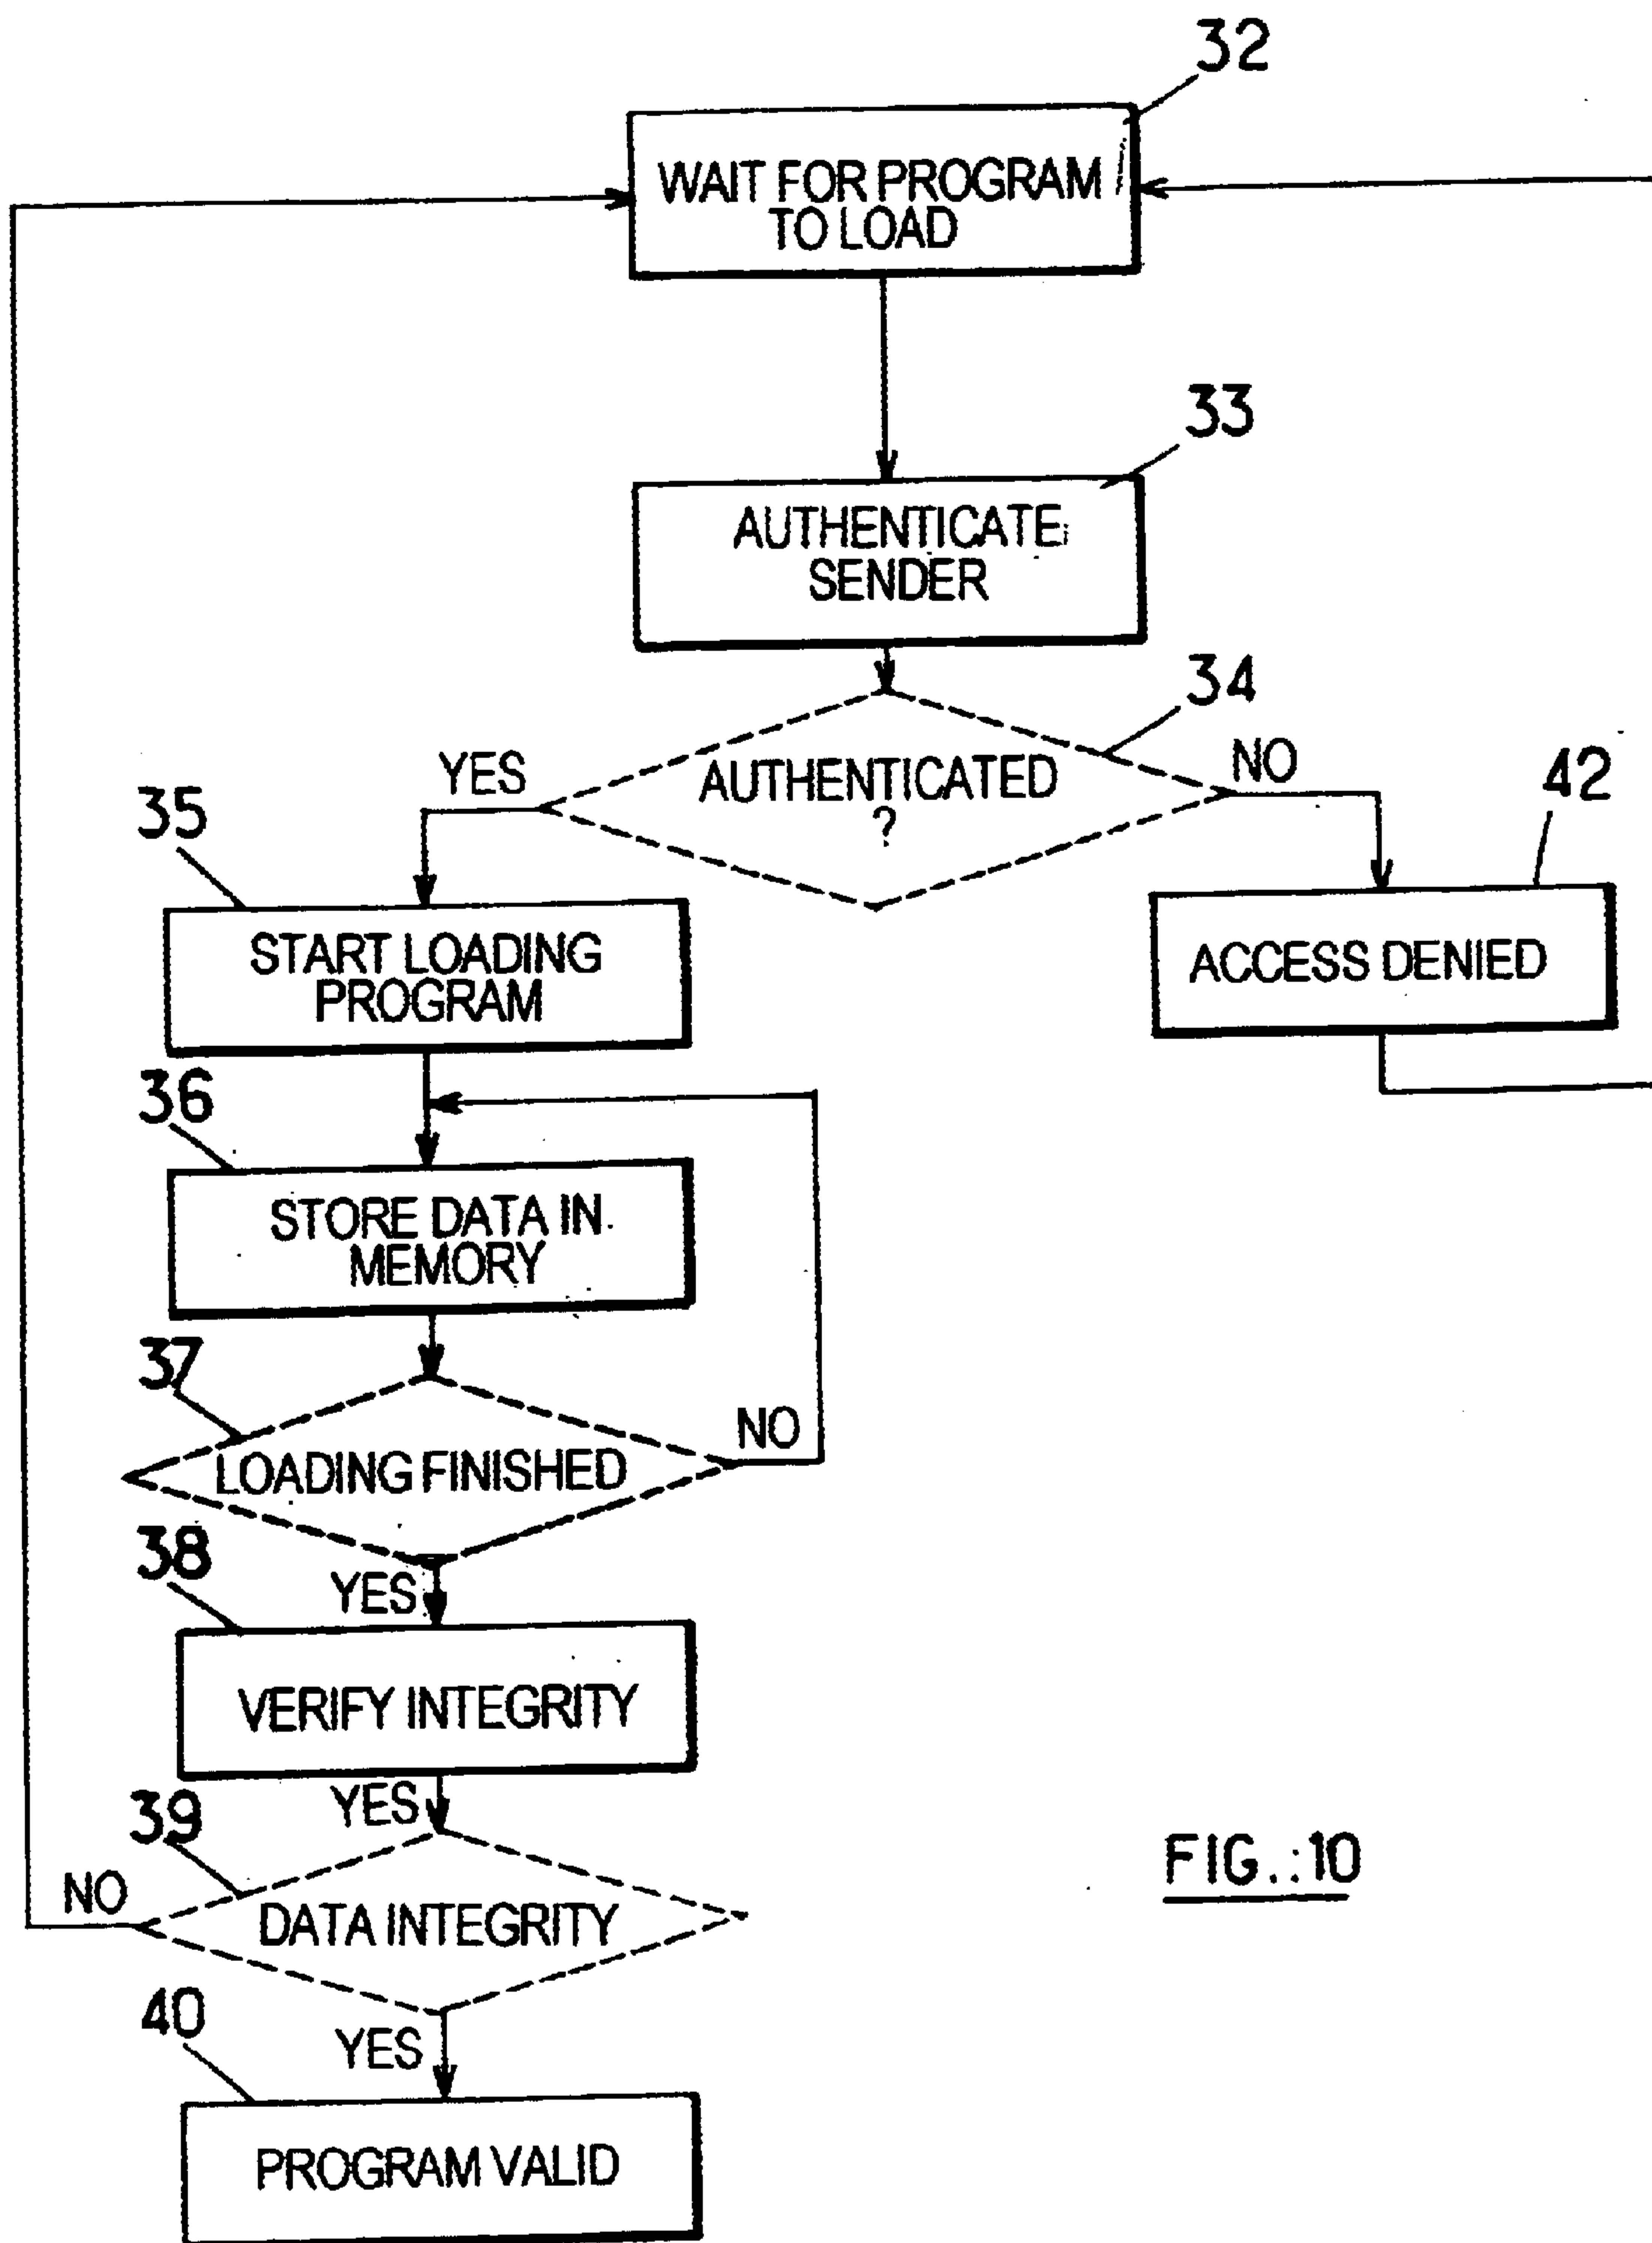 32
WAIT FOR PROGRAM
TO LOAD
33
AUTHENTICATE
SENDER
34
YES
AUTHENTICATED
?
NO
42
35
START LOADING
PROGRAM
ACCESS DENIED
36
STORE DATA IN
MEMORY
37
NO
LOADING FINISHED
38
YES
VERIFY INTEGRITY
YES
39
NO
DATA INTEGRITY
FIG.:10
40
YES
PROGRAM VALID